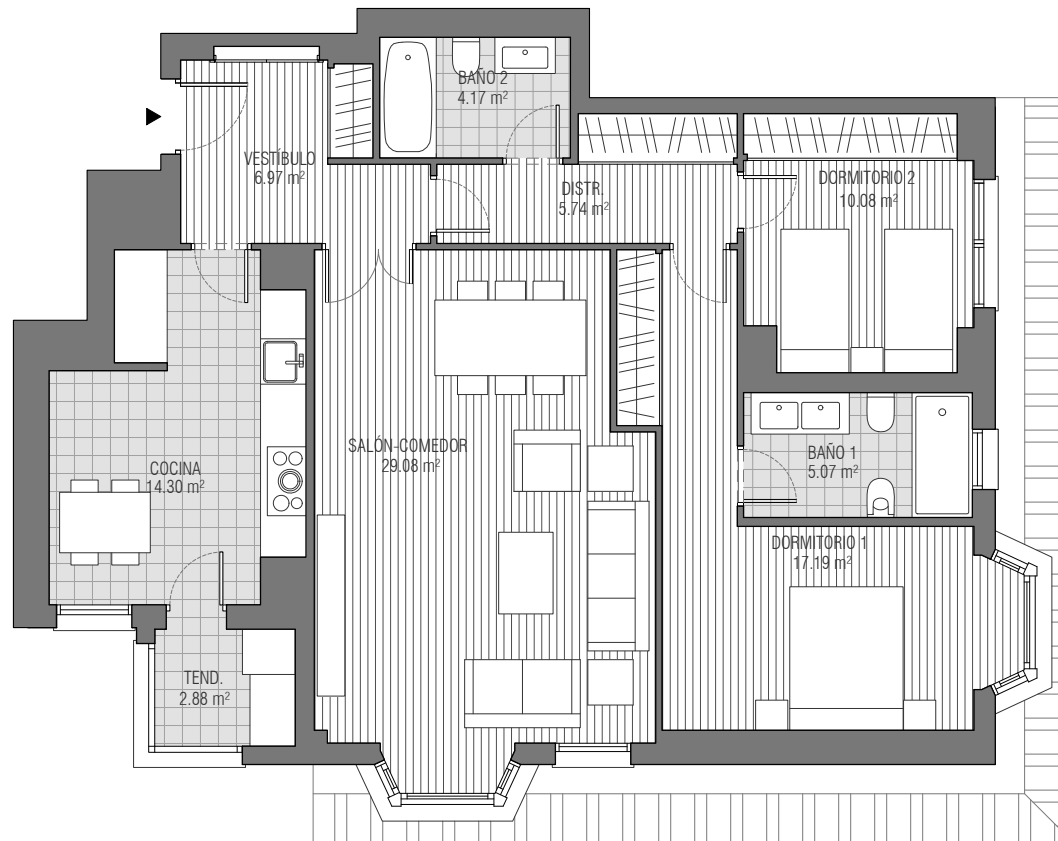 BAÑO 2
4.17 m²
VESTÍBULO
6.97 m²
DISTR.
5.74 m²
DORMITORIO 2
10.08 m²
SALÓN-COMEDOR
29.08 m²
COCINA
14.30 m²
BAÑO 1
5.07 m²
DORMITORIO 1
17.19 m²
TEND.
2.88 m²